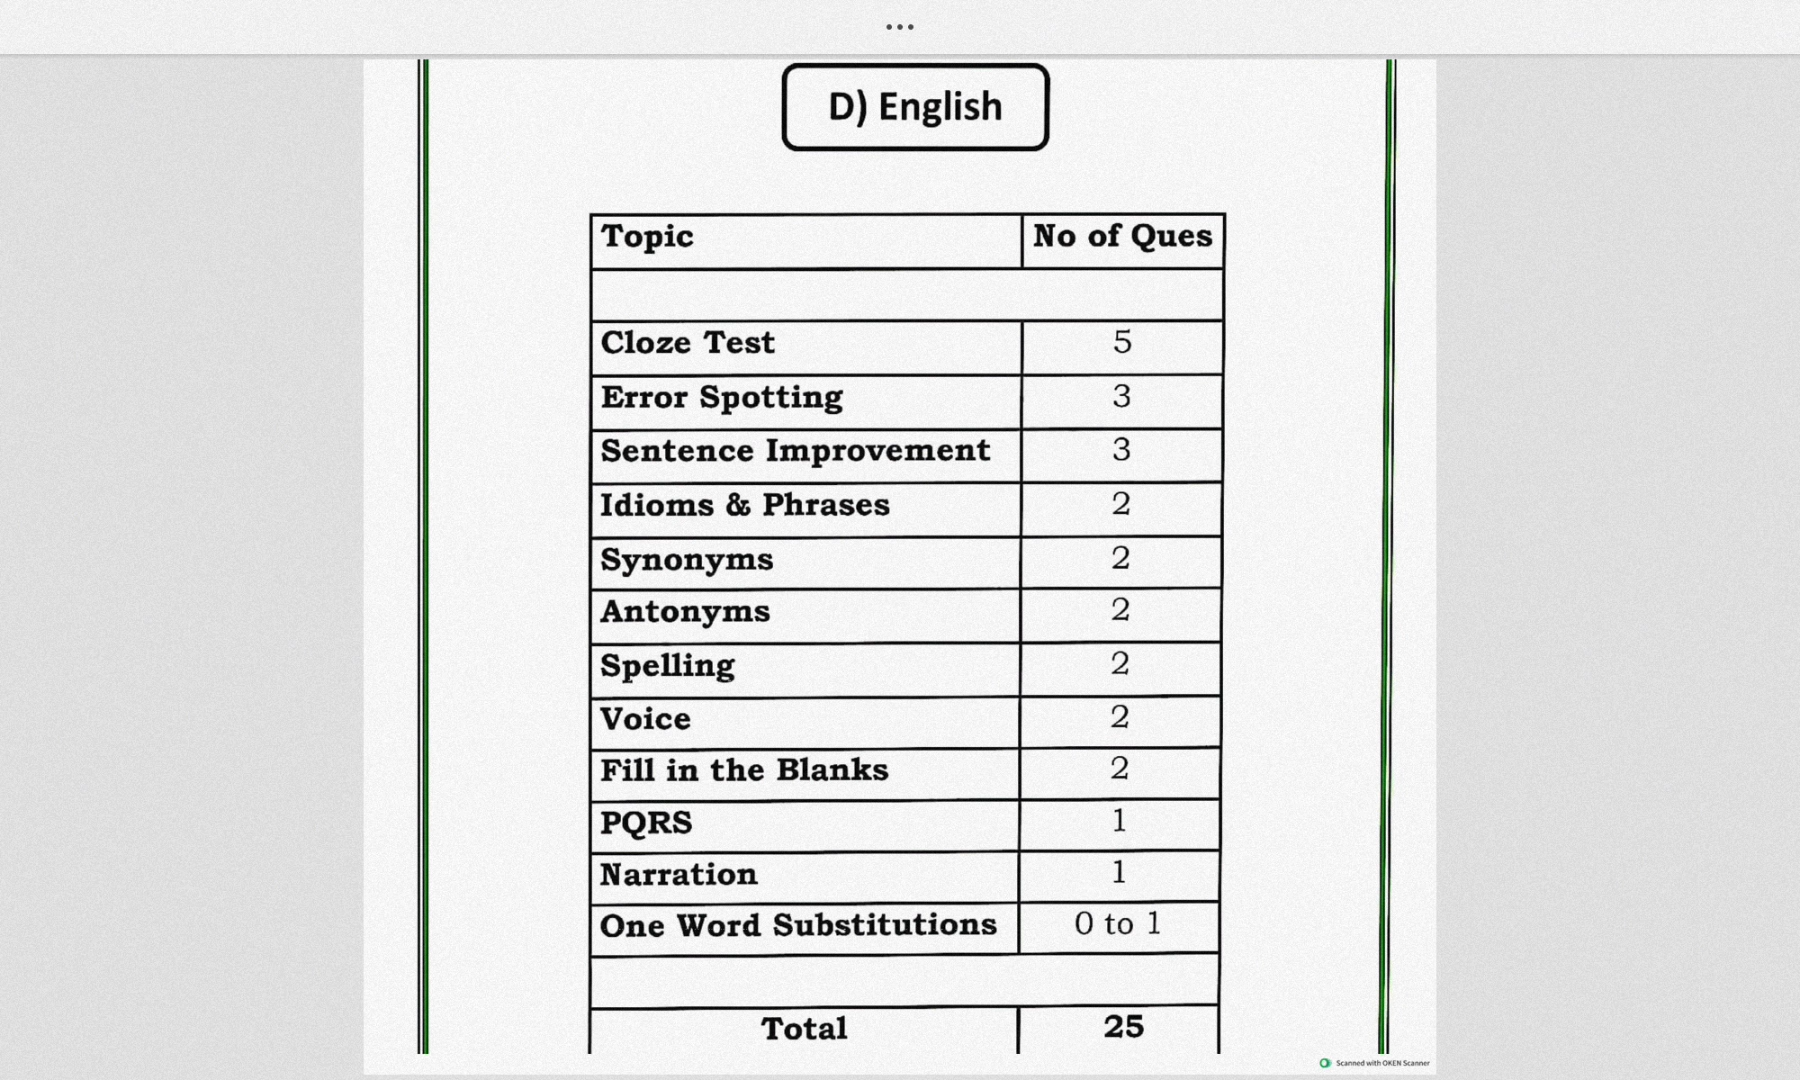 D) English
Topic No of Ques
Cloze Test 5
Error Spotting 3
Sentence Improvement 3
Idioms & Phrases 2
Synonyms 2
Antonyms 2
Spelling 2
Voice 2
Fill in the Blanks 2
PQRS 1
Narration 1
One Word Substitutions 0 to 1
Total 25
Scanned with OKEN Scanner